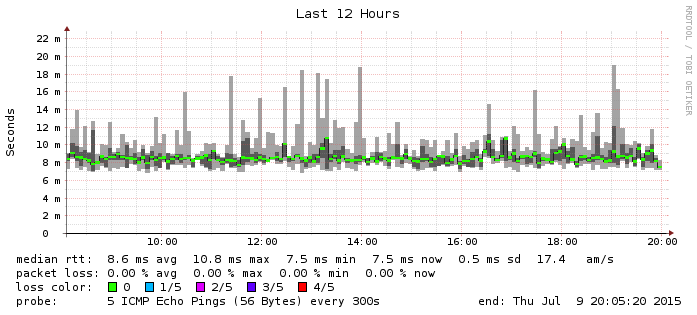 Last 12 Hours
RRDTOOL / TOBI OETIKER
Seconds
22 m
20 m
18 m
16 m
14 m
12 m
10 m
8 m
6 m
4 m
2 m
0
10:00 12:00 14:00 16:00 18:00 20:00
median rtt: 8.6 ms avg 10.8 ms max 7.5 ms min 7.5 ms now 0.5 ms sd 17.4 am/s
packet loss: 0.00 % avg 0.00 % max 0.00 % min 0.00 % now
loss color: 0 1/5 2/5 3/5 4/5
probe: 5 ICMP Echo Pings (56 Bytes) every 300s end: Thu Jul 9 20:05:20 2015